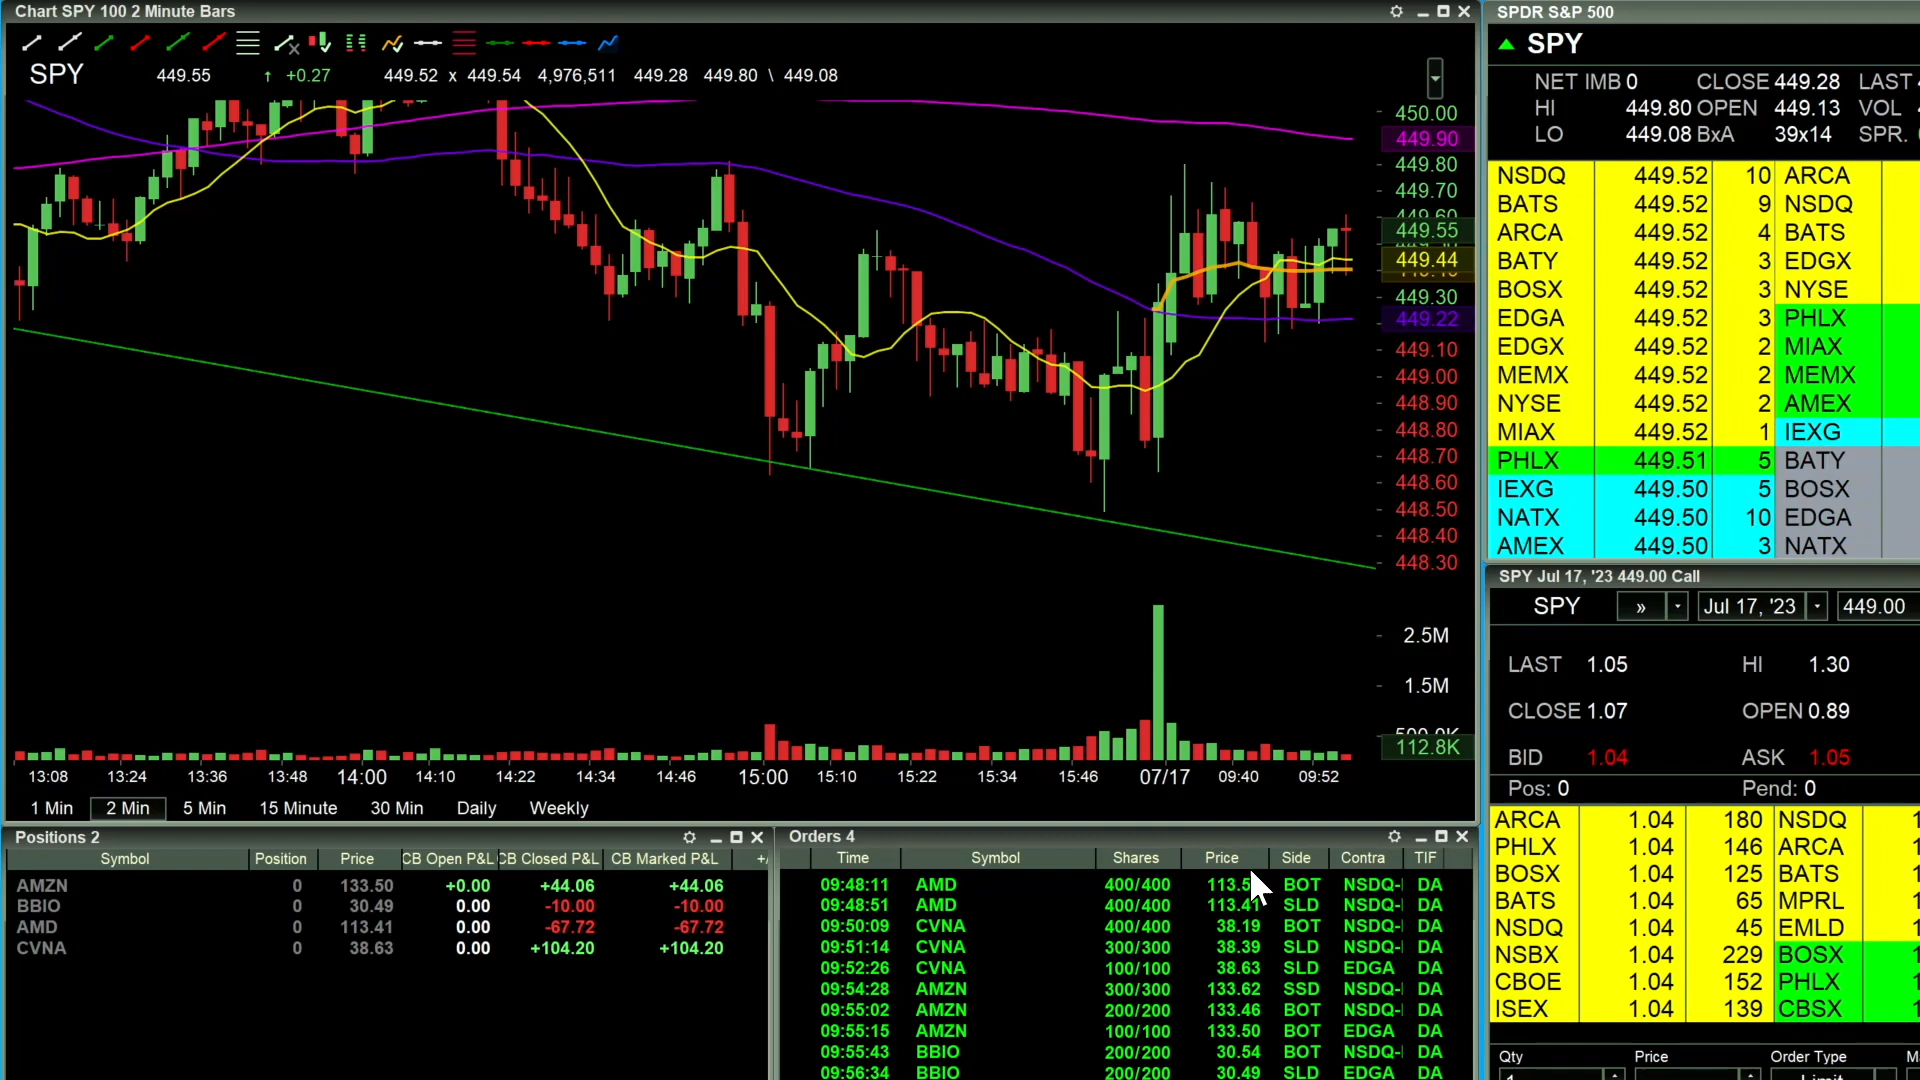 Chart SPY 100 2 Minute Bars
SPY 449.55 ↑ +0.27 449.52 x 449.54 4,976,511 449.28 449.80 \ 449.08
450.00
449.90
449.80
449.70
449.60
449.55
449.44
449.30
449.22
449.10
449.00
448.90
448.80
448.70
448.60
448.50
448.40
448.30
2.5M
1.5M
500.0K
112.8K
13:08 13:24 13:36 13:48 14:00 14:10 14:22 14:34 14:46 15:00 15:10 15:22 15:34 15:46 07/17 09:40 09:52
1 Min 2 Min 5 Min 15 Minute 30 Min Daily Weekly
Positions 2
Symbol Position Price CB Open P&L CB Closed P&L CB Marked P&L +/
AMZN 0 133.50 +0.00 +44.06 +44.06
BBIO 0 30.49 0.00 -10.00 -10.00
AMD 0 113.41 0.00 -67.72 -67.72
CVNA 0 38.63 0.00 +104.20 +104.20
Orders 4
Time Symbol Shares Price Side Contra TIF
09:48:11 AMD 400/400 BOT NSDQ- DA
09:48:51 AMD 400/400 113.41 SLD NSDQ- DA
09:50:09 CVNA 400/400 38.19 BOT NSDQ- DA
09:51:14 CVNA 300/300 38.39 SLD NSDQ- DA
09:52:26 CVNA 100/100 38.63 SLD EDGA DA
09:54:28 AMZN 300/300 133.62 SSD NSDQ- DA
09:55:02 AMZN 200/200 133.46 BOT NSDQ- DA
09:55:15 AMZN 100/100 133.50 BOT EDGA DA
09:55:43 BBIO 200/200 30.54 BOT NSDQ- DA
09:56:34 BBIO 200/200 30.49 SLD EDGA DA
SPDR S&P 500
SPY
NET IMB 0 CLOSE 449.28 LAST
HI 449.80 OPEN 449.13 VOL
LO 449.08 BxA 39x14 SPR.
NSDQ 449.52 10 ARCA
BATS 449.52 9 NSDQ
ARCA 449.52 4 BATS
BATY 449.52 3 EDGX
BOSX 449.52 3 NYSE
EDGA 449.52 3 PHLX
EDGX 449.52 2 MIAX
MEMX 449.52 2 MEMX
NYSE 449.52 2 AMEX
MIAX 449.52 1 IEXG
PHLX 449.51 5 BATY
IEXG 449.50 5 BOSX
NATX 449.50 10 EDGA
AMEX 449.50 3 NATX
SPY Jul 17, '23 449.00 Call
SPY » Jul 17, '23 449.00
LAST 1.05 HI 1.30
CLOSE 1.07 OPEN 0.89
BID 1.04 ASK 1.05
Pos: 0 Pend: 0
ARCA 1.04 180 NSDQ
PHLX 1.04 146 ARCA
BOSX 1.04 125 BATS
BATS 1.04 65 MPRL
NSDQ 1.04 45 EMLD
NSBX 1.04 229 BOSX
CBOE 1.04 152 PHLX
ISEX 1.04 139 CBSX
Qty Price Order Type
1 Limit